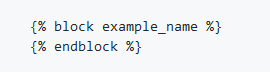 {% block example_name %}
{% endblock %}